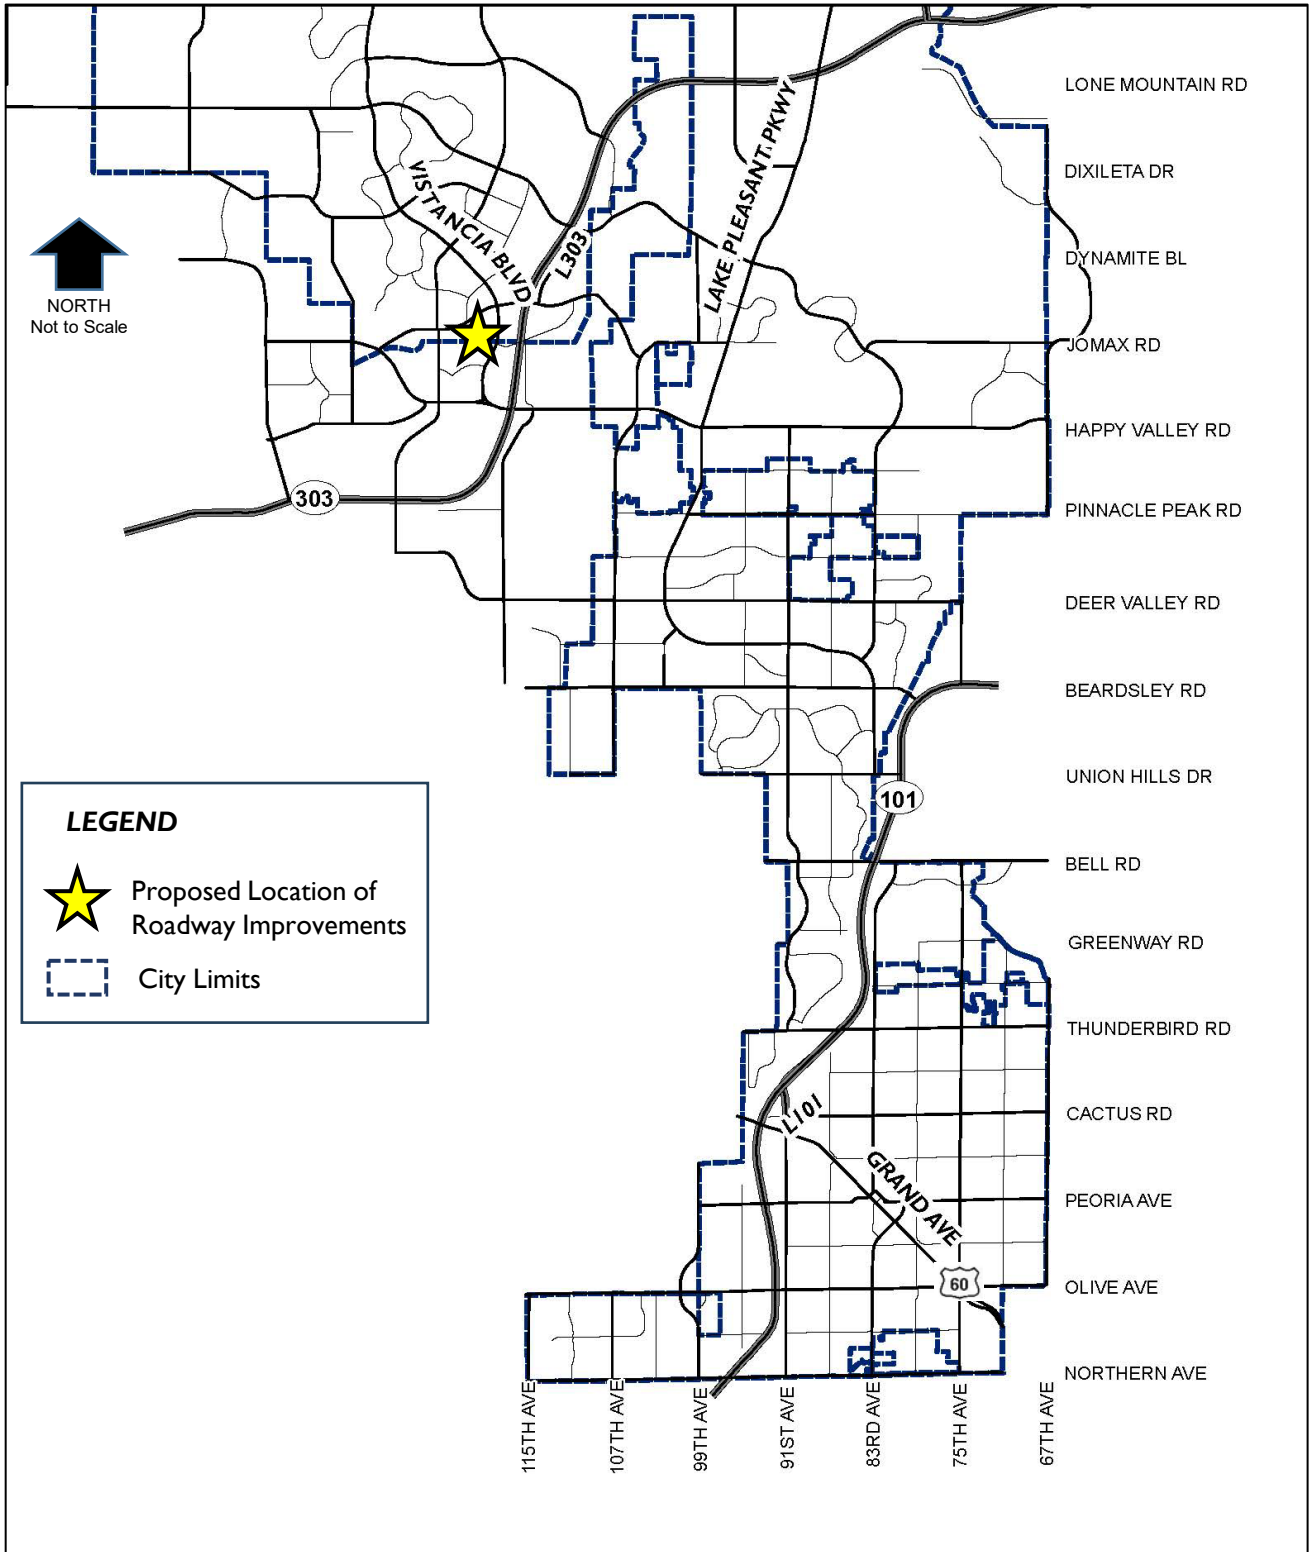 LONE MOUNTAIN RD
LAKE PLEASANT PKWY
VISTANCIA BLVD
DIXILETA DR
L303
DYNAMITE BL
NORTH
Not to Scale
JOMAX RD
HAPPY VALLEY RD
303
PINNACLE PEAK RD
DEER VALLEY RD
BEARDSLEY RD
UNION HILLS DR
101
LEGEND
Proposed Location of
Roadway Improvements
City Limits
BELL RD
GREENWAY RD
THUNDERBIRD RD
L101
CACTUS RD
GRAND AVE
PEORIA AVE
60
OLIVE AVE
NORTHERN AVE
115TH AVE
107TH AVE
99TH AVE
91ST AVE
83RD AVE
75TH AVE
67TH AVE